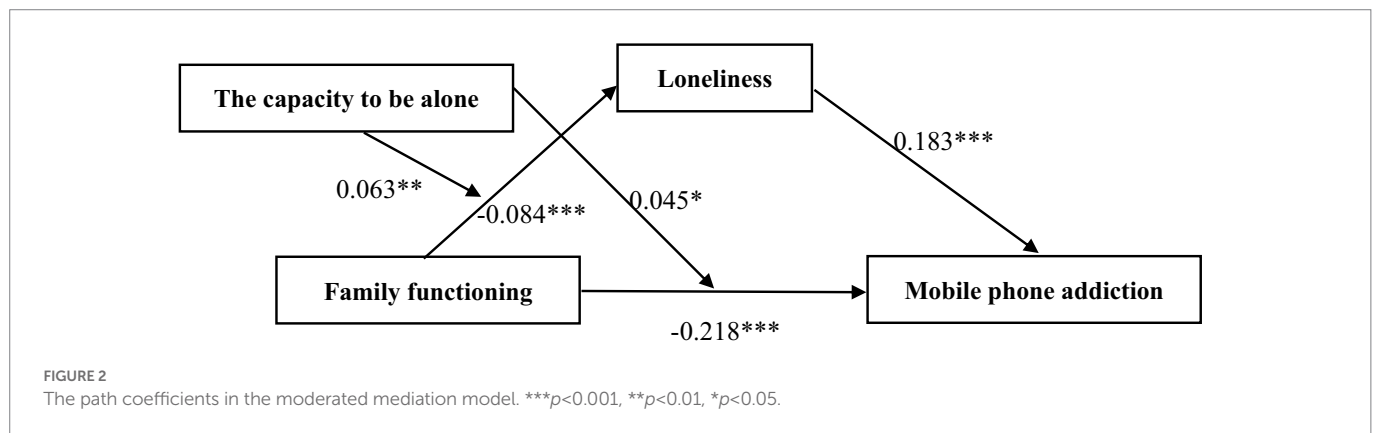 Loneliness
The capacity to be alone
0.183***
0.063**
-0.084***
0.045*
Family functioning
Mobile phone addiction
-0.218***
FIGURE 2
The path coefficients in the moderated mediation model. ***p<0.001, **p<0.01, *p<0.05.